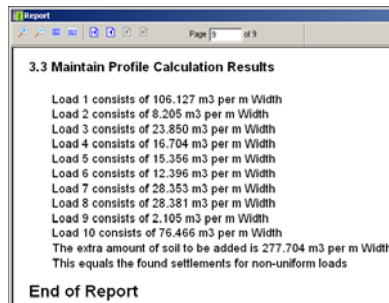 Report
Page 9 of 9
3.3 Maintain Profile Calculation Results
Load 1 consists of 106.127 m3 per m Width
Load 2 consists of 8.205 m3 per m Width
Load 3 consists of 23.850 m3 per m Width
Load 4 consists of 16.704 m3 per m Width
Load 5 consists of 15.356 m3 per m Width
Load 6 consists of 12.396 m3 per m Width
Load 7 consists of 28.353 m3 per m Width
Load 8 consists of 28.381 m3 per m Width
Load 9 consists of 2.105 m3 per m Width
Load 10 consists of 76.466 m3 per m Width
The extra amount of soil to be added is 277.704 m3 per m Width
This equals the found settlements for non-uniform loads
End of Report